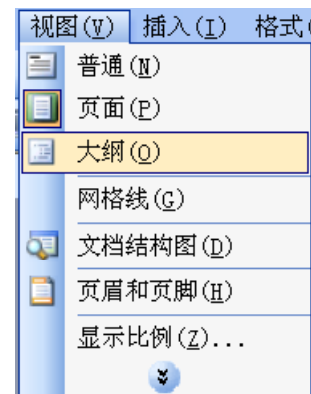 视图(V) 插入(I) 格式(
普通(N)
页面(P)
大纲(O)
网格线(G)
文档结构图(D)
页眉和页脚(H)
显示比例(Z)...